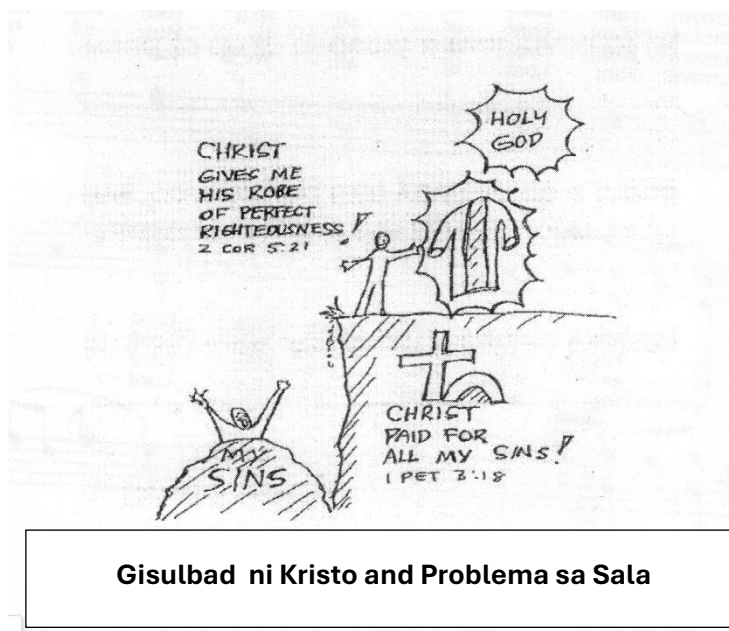 HOLY
GOD
CHRIST
GIVES ME
HIS ROBE
OF PERFECT
RIGHTEOUSNESS!
2 COR 5:21
CHRIST
PAID FOR
ALL MY SINS!
1 PET 3:18
MY
SINS
Gisulbad ni Kristo and Problema sa Sala